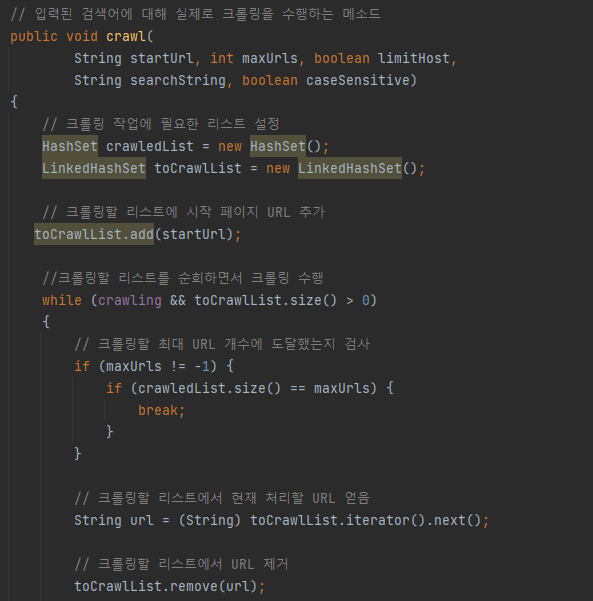 // 입력된 검색어에 대해 실제로 크롤링을 수행하는 메소드
public void crawl(
        String startUrl, int maxUrls, boolean limitHost,
        String searchString, boolean caseSensitive)
{
    // 크롤링 작업에 필요한 리스트 설정
    HashSet crawledList = new HashSet();
    LinkedHashSet toCrawlList = new LinkedHashSet();

    // 크롤링할 리스트에 시작 페이지 URL 추가
   toCrawlList.add(startUrl);

    //크롤링할 리스트를 순회하면서 크롤링 수행
    while (crawling && toCrawlList.size() > 0)
    {
        // 크롤링할 최대 URL 개수에 도달했는지 검사
        if (maxUrls != -1) {
            if (crawledList.size() == maxUrls) {
                break;
            }
        }

        // 크롤링할 리스트에서 현재 처리할 URL 얻음
        String url = (String) toCrawlList.iterator().next();

        // 크롤링할 리스트에서 URL 제거
        toCrawlList.remove(url);